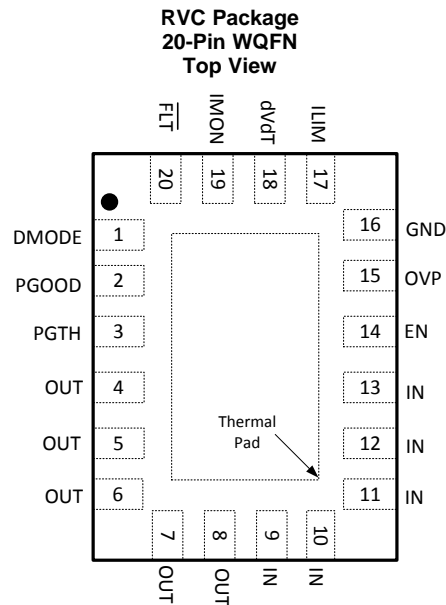 RVC Package
20-Pin WQFN
Top View
FLT
IMON
dVdT
ILIM
20
19
18
17
DMODE 1
16 GND
PGOOD 2
15 OVP
PGTH 3
14 EN
OUT 4
13 IN
OUT 5
12 IN
OUT 6
11 IN
Thermal
Pad
7
8
9
10
OUT
OUT
IN
IN